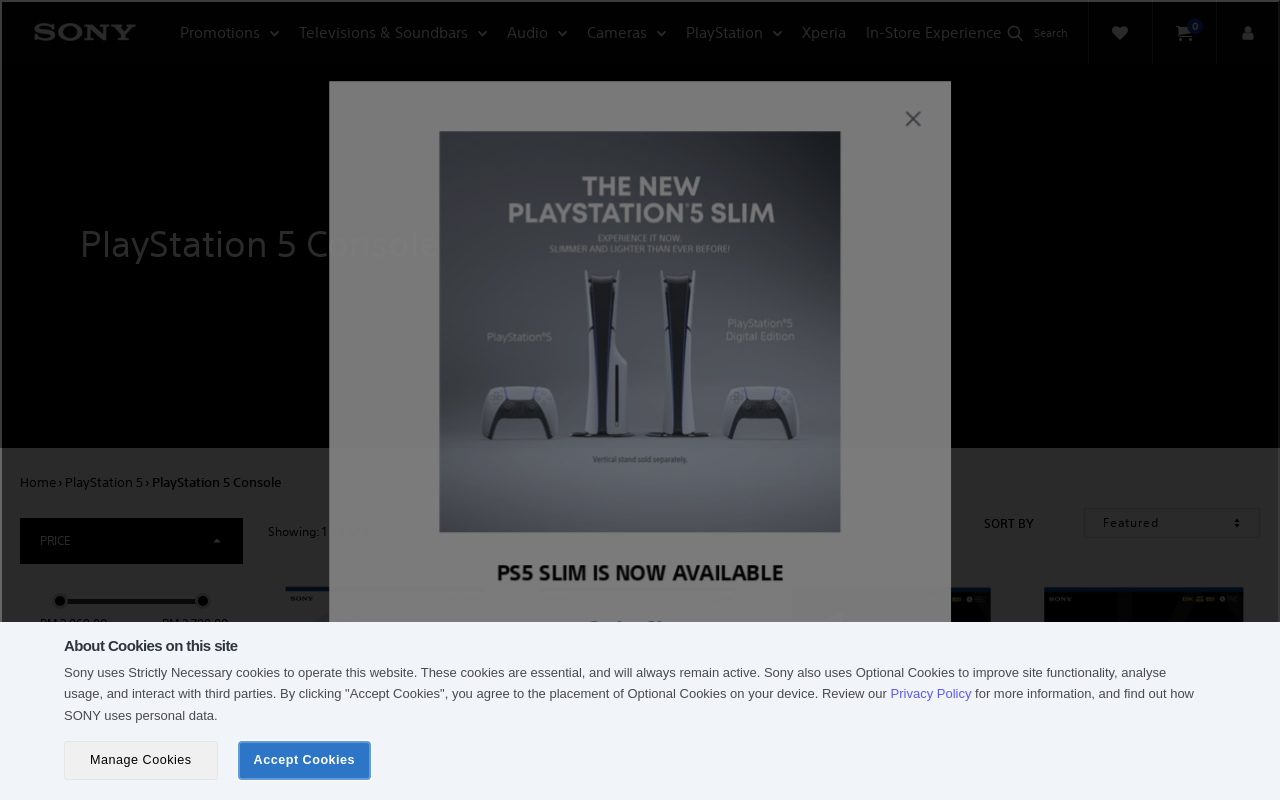 SONY
Promotions
Televisions & Soundbars
Audio
Cameras
PlayStation
Xperia
In-Store Experience
Search
0
PlayStation 5 Console
THE NEW
PLAYSTATION®5 SLIM
EXPERIENCE IT NOW.
SLIMMER AND LIGHTER THAN EVER BEFORE!
PlayStation®5
PlayStation®5
Digital Edition
Vertical stand sold separately.
PS5 SLIM IS NOW AVAILABLE
Home › PlayStation 5 › PlayStation 5 Console
PRICE
Showing: 1
SORT BY
Featured
SONY
SONY
About Cookies on this site
Sony uses Strictly Necessary cookies to operate this website. These cookies are essential, and will always remain active. Sony also uses Optional Cookies to improve site functionality, analyse
usage, and interact with third parties. By clicking "Accept Cookies", you agree to the placement of Optional Cookies on your device. Review our Privacy Policy for more information, and find out how
SONY uses personal data.
Manage Cookies
Accept Cookies